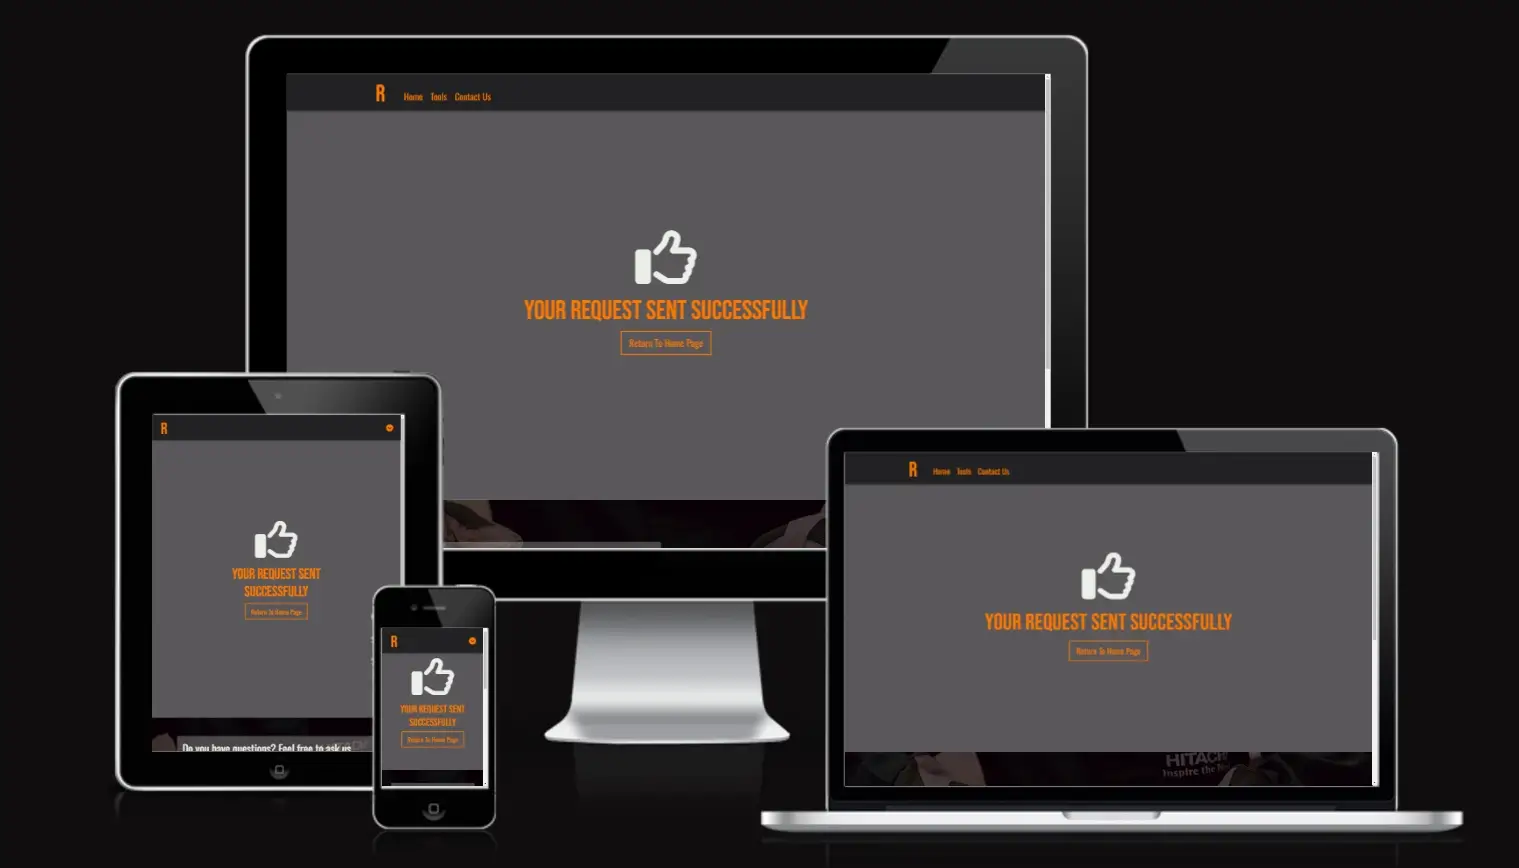 R Home Tools Contact Us
YOUR REQUEST SENT SUCCESSFULLY
Return To Home Page
R
YOUR REQUEST SENT
SUCCESSFULLY
Return To Home Page
Do you have questions? Feel free to ask us
R
YOUR REQUEST SENT
SUCCESSFULLY
Return To Home Page
R Home Tools Contact Us
YOUR REQUEST SENT SUCCESSFULLY
Return To Home Page
HITACHI
Inspire the